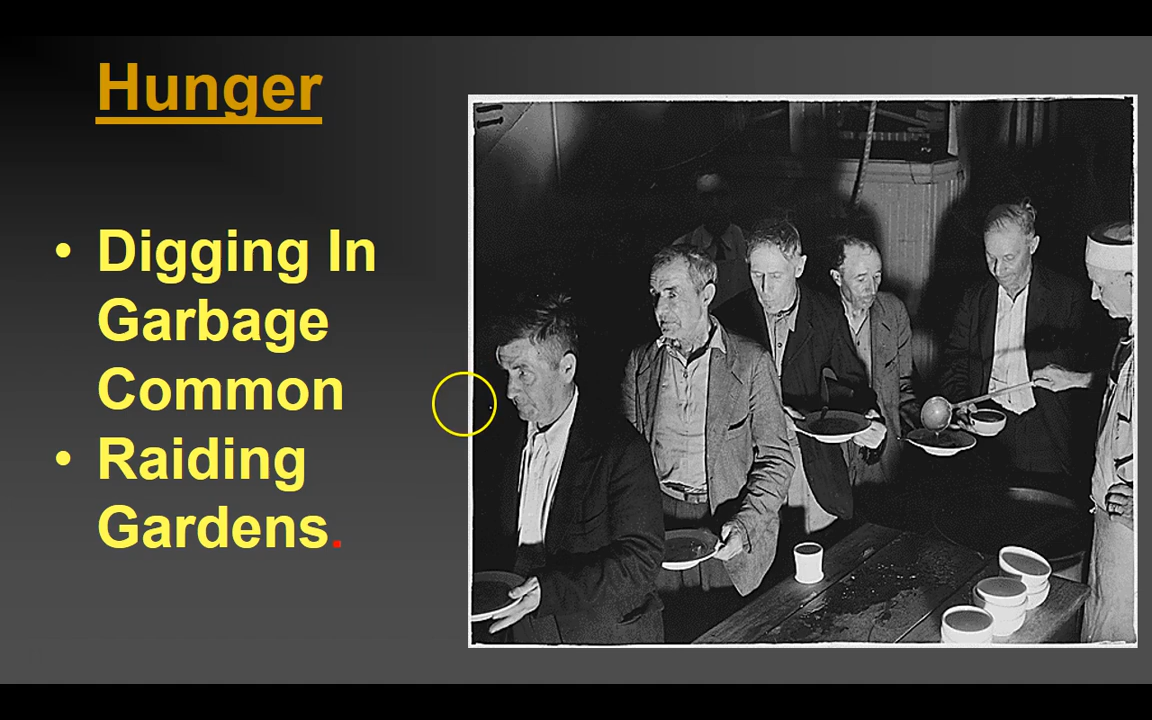 Hunger
• Digging In
Garbage
Common
• Raiding
Gardens.